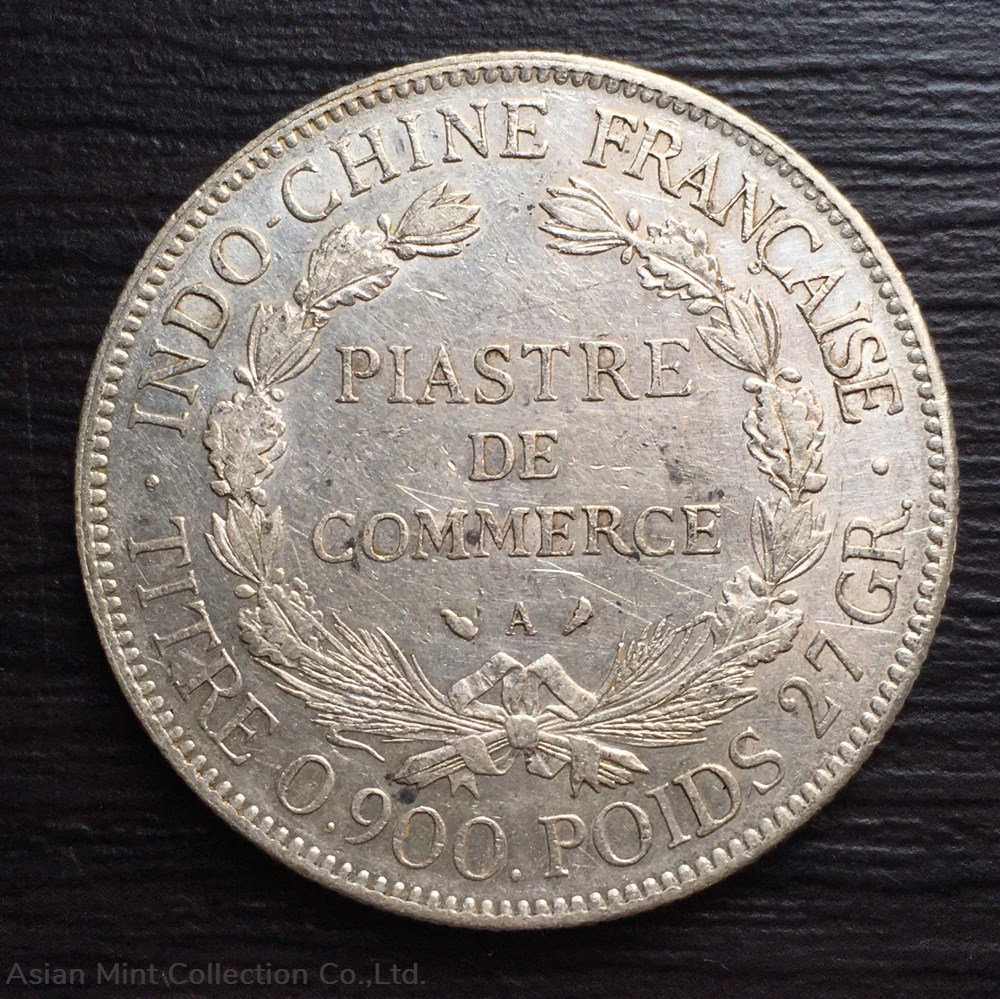 INDO-CHINE FRANÇAISE
PIASTRE
DE
COMMERCE
A
TITRE 0.900. POIDS 27 GR.
Asian Mint Collection Co.,Ltd.